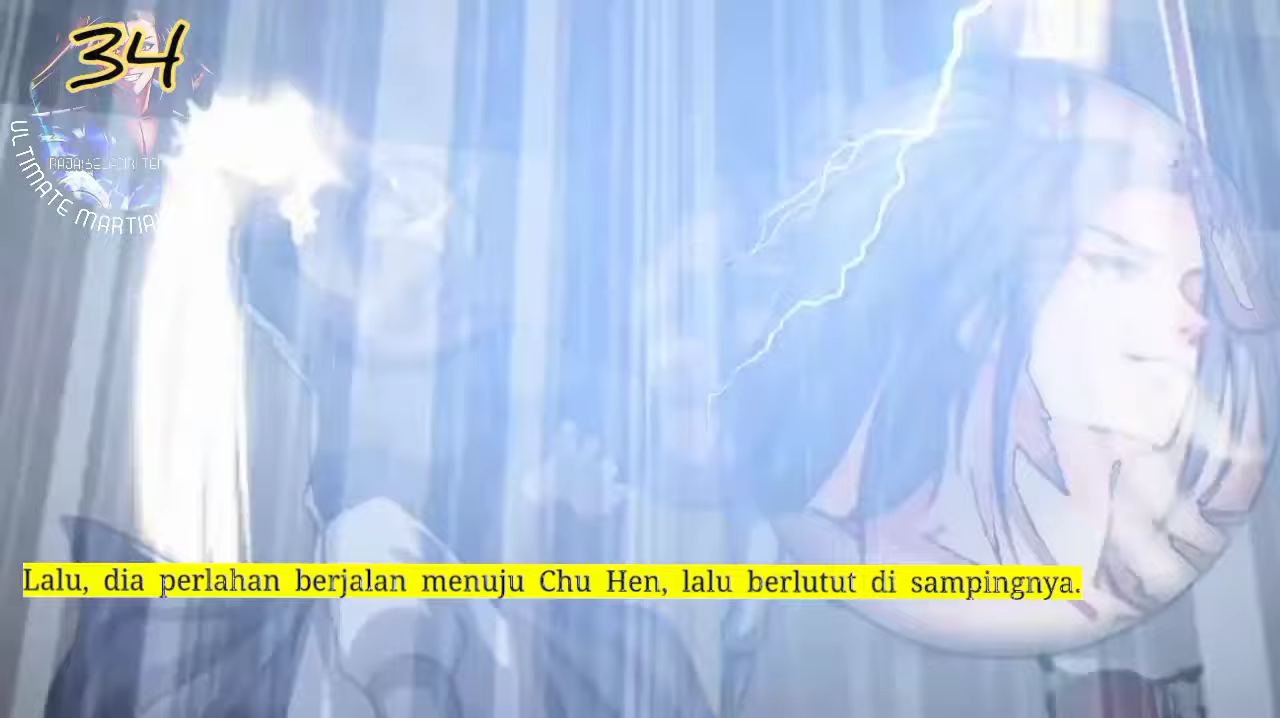 34
ULTIMATE MARTIAL
Lalu, dia perlahan berjalan menuju Chu Hen, lalu berlutut di sampingnya.